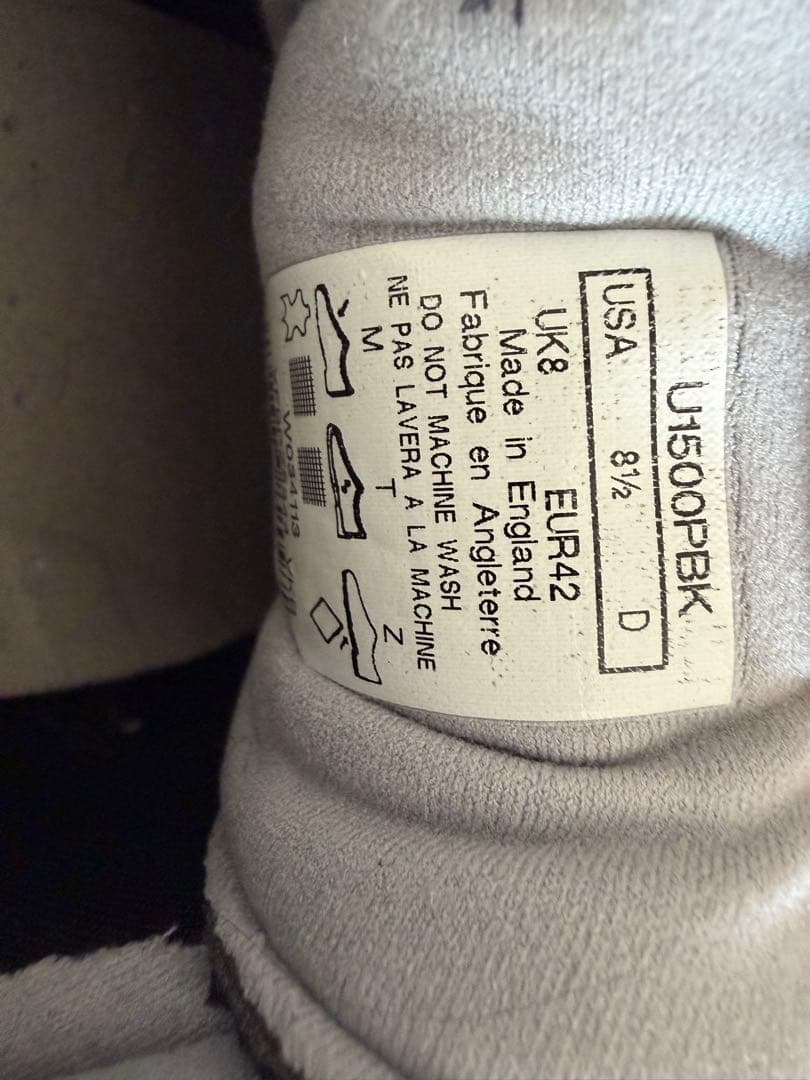 U1500PBK
USA 8½ D
UK8 EUR42
Made in England
Fabrique en Angleterre
DO NOT MACHINE WASH
NE PAS LAVERA A LA MACHINE
M T Z
W034113